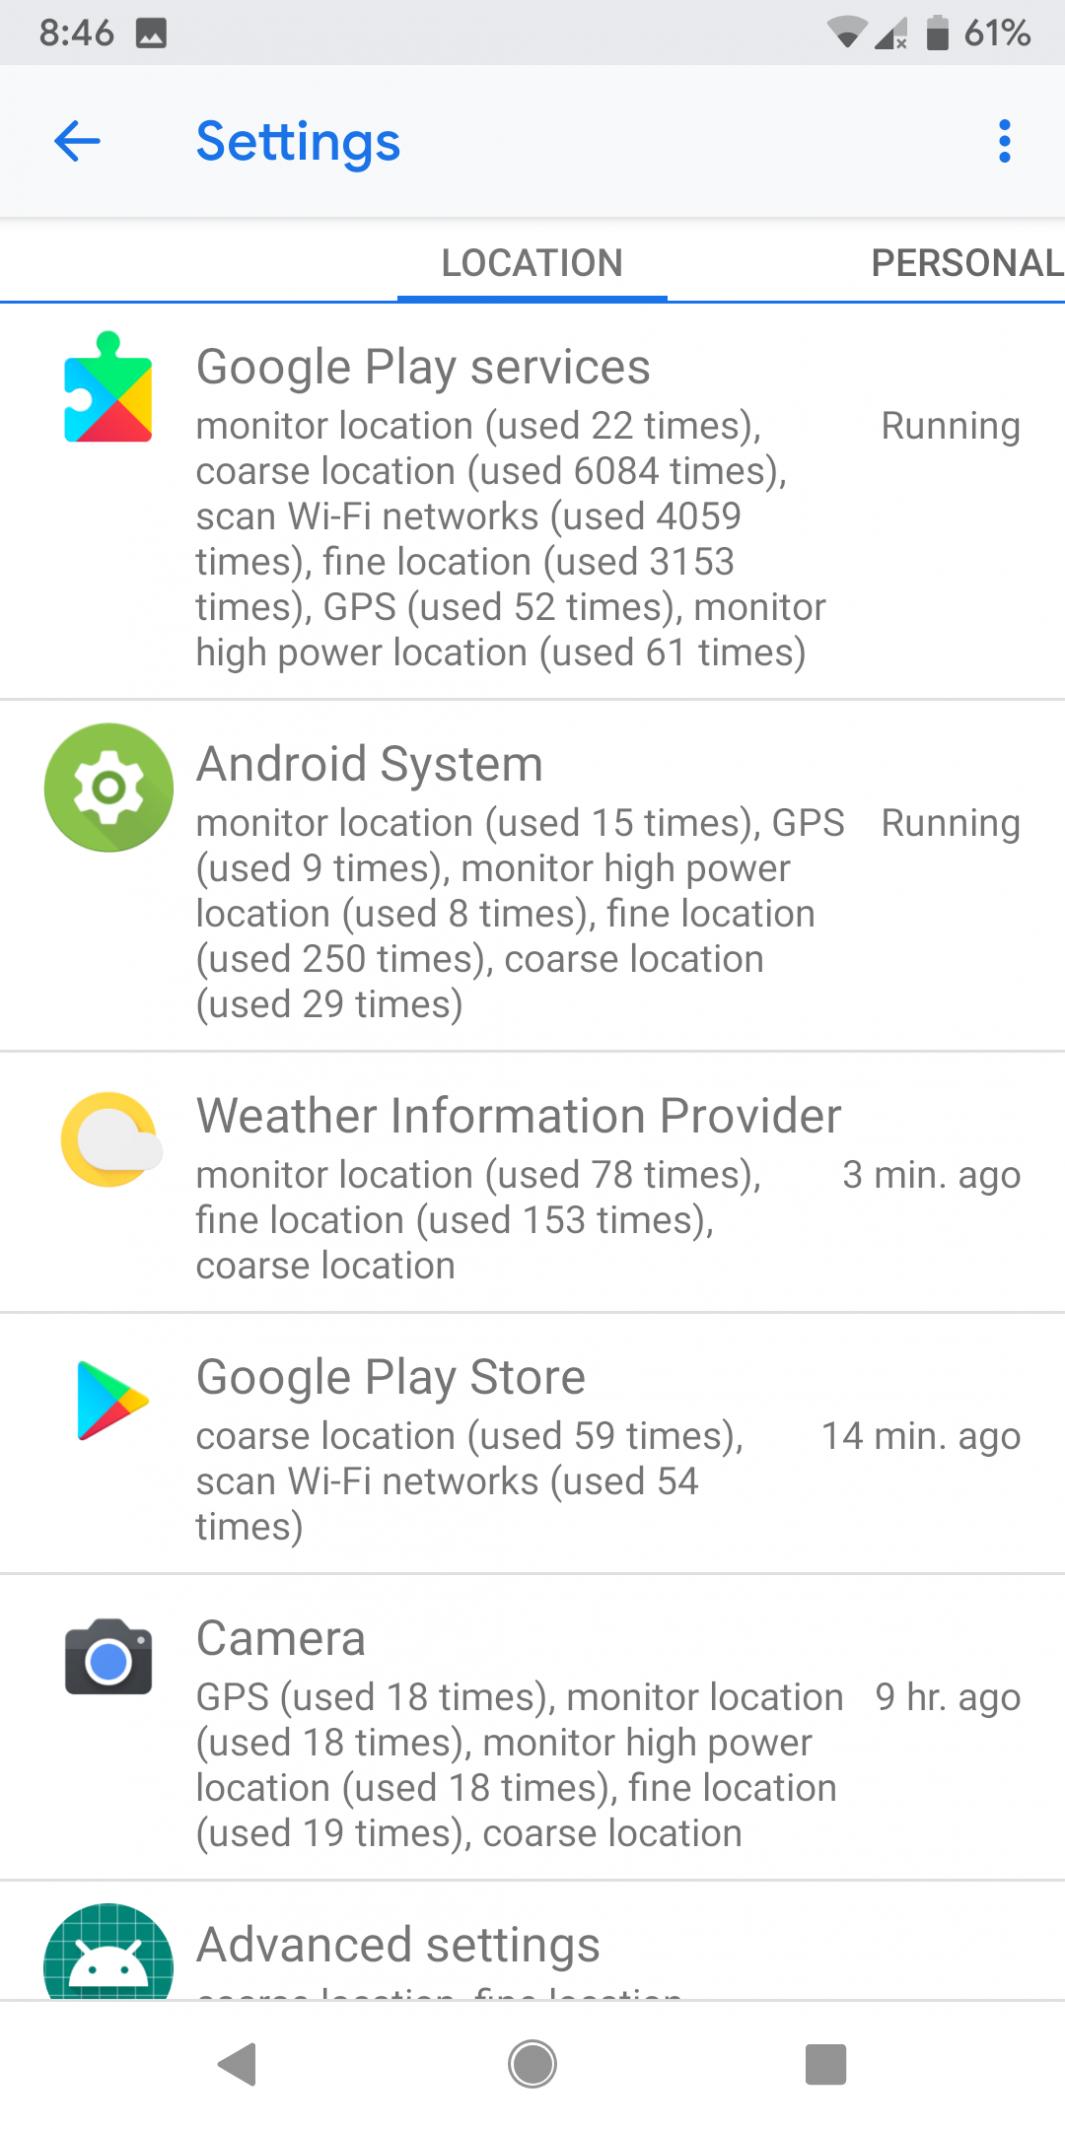 8:46
61%
Settings
LOCATION
PERSONAL
Google Play services
monitor location (used 22 times),
Running
coarse location (used 6084 times),
scan Wi-Fi networks (used 4059
times), fine location (used 3153
times), GPS (used 52 times), monitor
high power location (used 61 times)
Android System
monitor location (used 15 times), GPS
Running
(used 9 times), monitor high power
location (used 8 times), fine location
(used 250 times), coarse location
(used 29 times)
Weather Information Provider
monitor location (used 78 times),
3 min. ago
fine location (used 153 times),
coarse location
Google Play Store
coarse location (used 59 times),
14 min. ago
scan Wi-Fi networks (used 54
times)
Camera
GPS (used 18 times), monitor location
9 hr. ago
(used 18 times), monitor high power
location (used 18 times), fine location
(used 19 times), coarse location
Advanced settings
coarse location, fine location